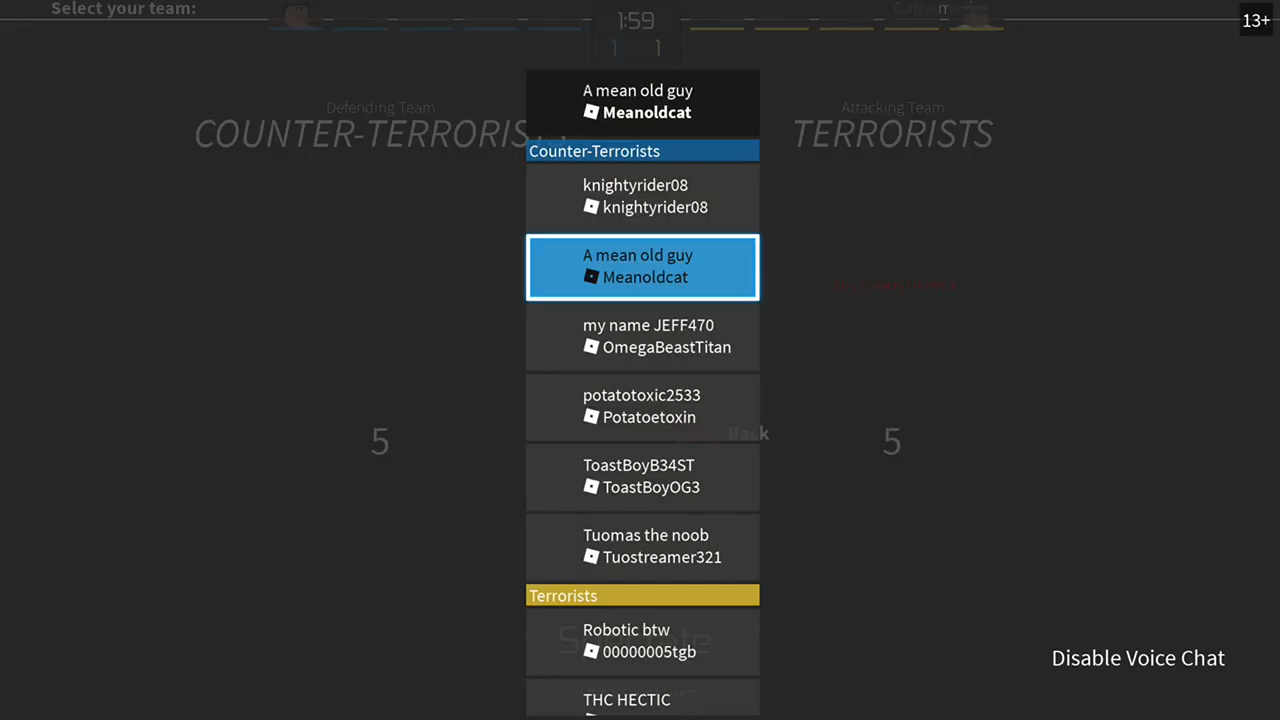 Select your team:
1:59
1 1
13+
Defending Team
COUNTER-TERRORISTS
Attacking Team
TERRORISTS
A mean old guy
Meanoldcat
Counter-Terrorists
knightyrider08
knightyrider08
A mean old guy
Meanoldcat
my name JEFF470
OmegaBeastTitan
potatotoxic2533
Potatoetoxin
5
Back
5
ToastBoyB34ST
ToastBoyOG3
Tuomas the noob
Tuostreamer321
Terrorists
Robotic btw
00000005tgb
Disable Voice Chat
THC HECTIC